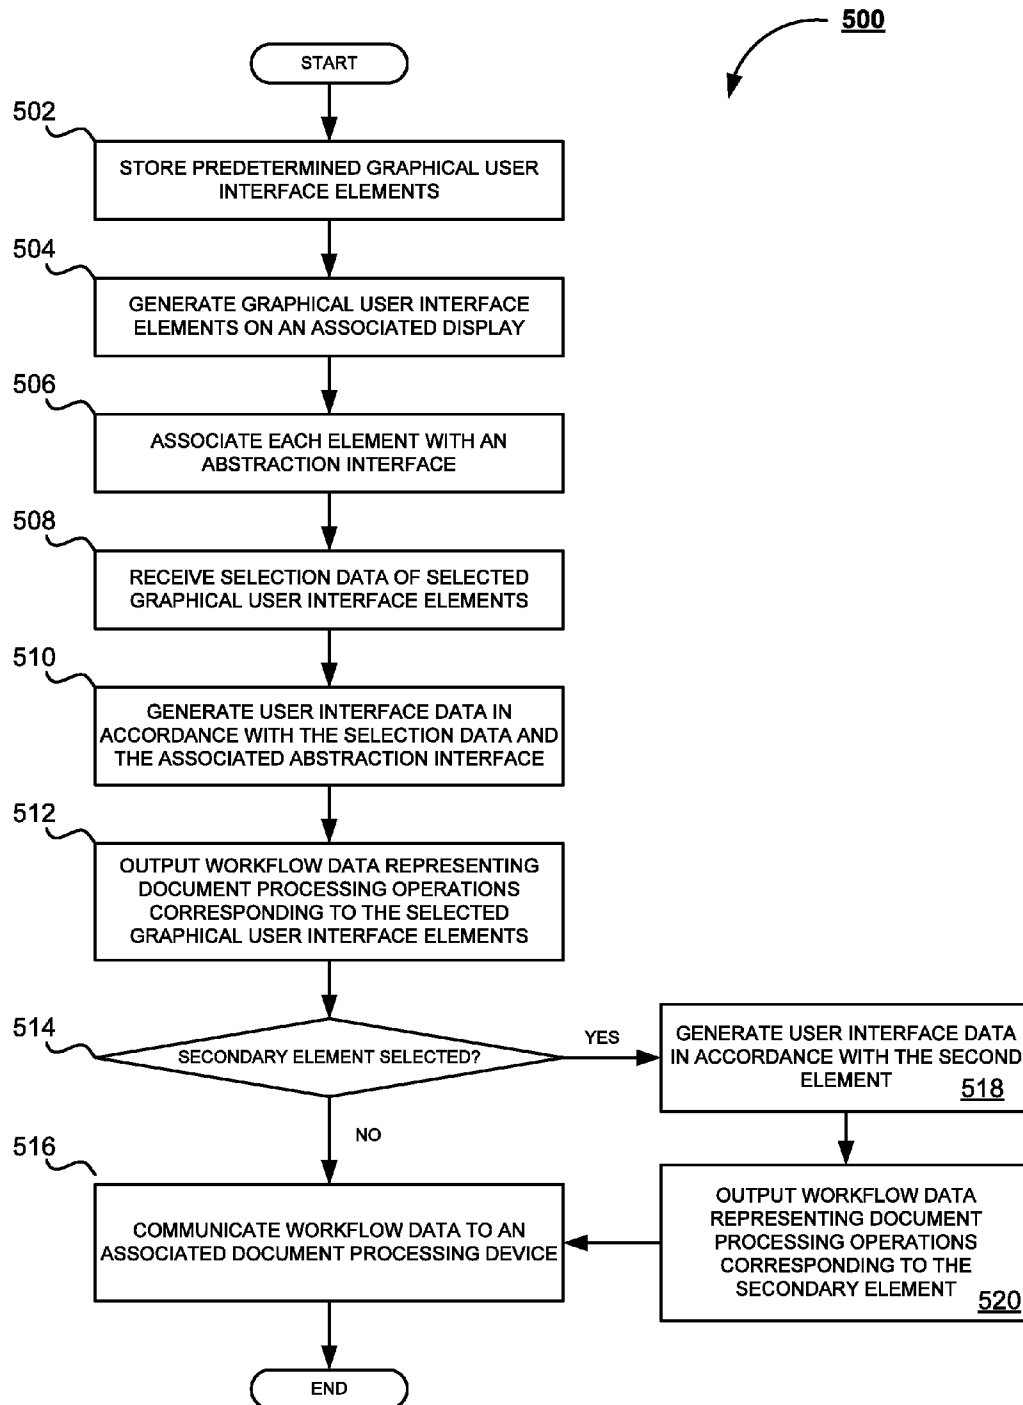 500
START
502
STORE PREDETERMINED GRAPHICAL USER
INTERFACE ELEMENTS
504
GENERATE GRAPHICAL USER INTERFACE
ELEMENTS ON AN ASSOCIATED DISPLAY
506
ASSOCIATE EACH ELEMENT WITH AN
ABSTRACTION INTERFACE
508
RECEIVE SELECTION DATA OF SELECTED
GRAPHICAL USER INTERFACE ELEMENTS
510
GENERATE USER INTERFACE DATA IN
ACCORDANCE WITH THE SELECTION DATA AND
THE ASSOCIATED ABSTRACTION INTERFACE
512
OUTPUT WORKFLOW DATA REPRESENTING
DOCUMENT PROCESSING OPERATIONS
CORRESPONDING TO THE SELECTED
GRAPHICAL USER INTERFACE ELEMENTS
514
SECONDARY ELEMENT SELECTED?
YES
GENERATE USER INTERFACE DATA
IN ACCORDANCE WITH THE SECOND
ELEMENT
518
NO
516
COMMUNICATE WORKFLOW DATA TO AN
ASSOCIATED DOCUMENT PROCESSING DEVICE
OUTPUT WORKFLOW DATA
REPRESENTING DOCUMENT
PROCESSING OPERATIONS
CORRESPONDING TO THE
SECONDARY ELEMENT
520
END